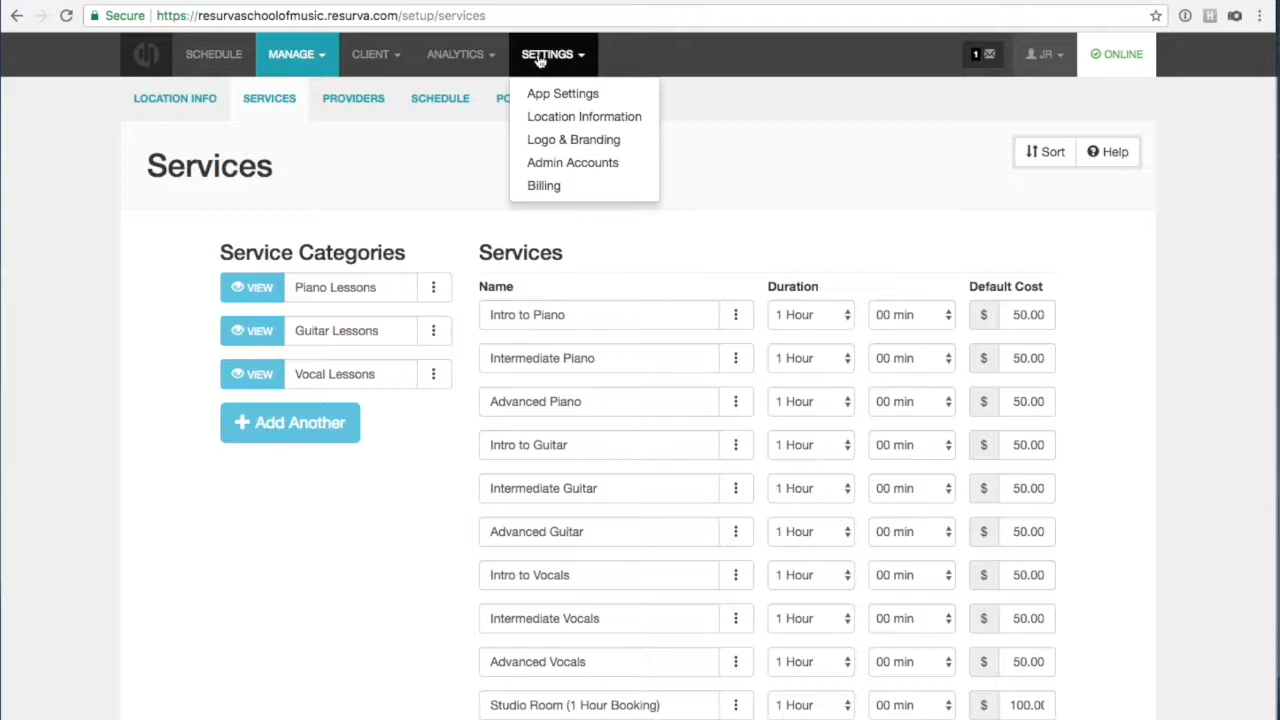 Secure https://resurvaschoolofmusic.resurva.com/setup/services
SCHEDULE MANAGE CLIENT ANALYTICS SETTINGS 1 JR ONLINE
LOCATION INFO SERVICES PROVIDERS SCHEDULE
App Settings
Location Information
Logo & Branding
Admin Accounts
Billing
Services
Sort Help
Service Categories
VIEW Piano Lessons
VIEW Guitar Lessons
VIEW Vocal Lessons
+ Add Another
Services
Name Duration Default Cost
Intro to Piano 1 Hour 00 min $ 50.00
Intermediate Piano 1 Hour 00 min $ 50.00
Advanced Piano 1 Hour 00 min $ 50.00
Intro to Guitar 1 Hour 00 min $ 50.00
Intermediate Guitar 1 Hour 00 min $ 50.00
Advanced Guitar 1 Hour 00 min $ 50.00
Intro to Vocals 1 Hour 00 min $ 50.00
Intermediate Vocals 1 Hour 00 min $ 50.00
Advanced Vocals 1 Hour 00 min $ 50.00
Studio Room (1 Hour Booking) 1 Hour 00 min $ 100.0